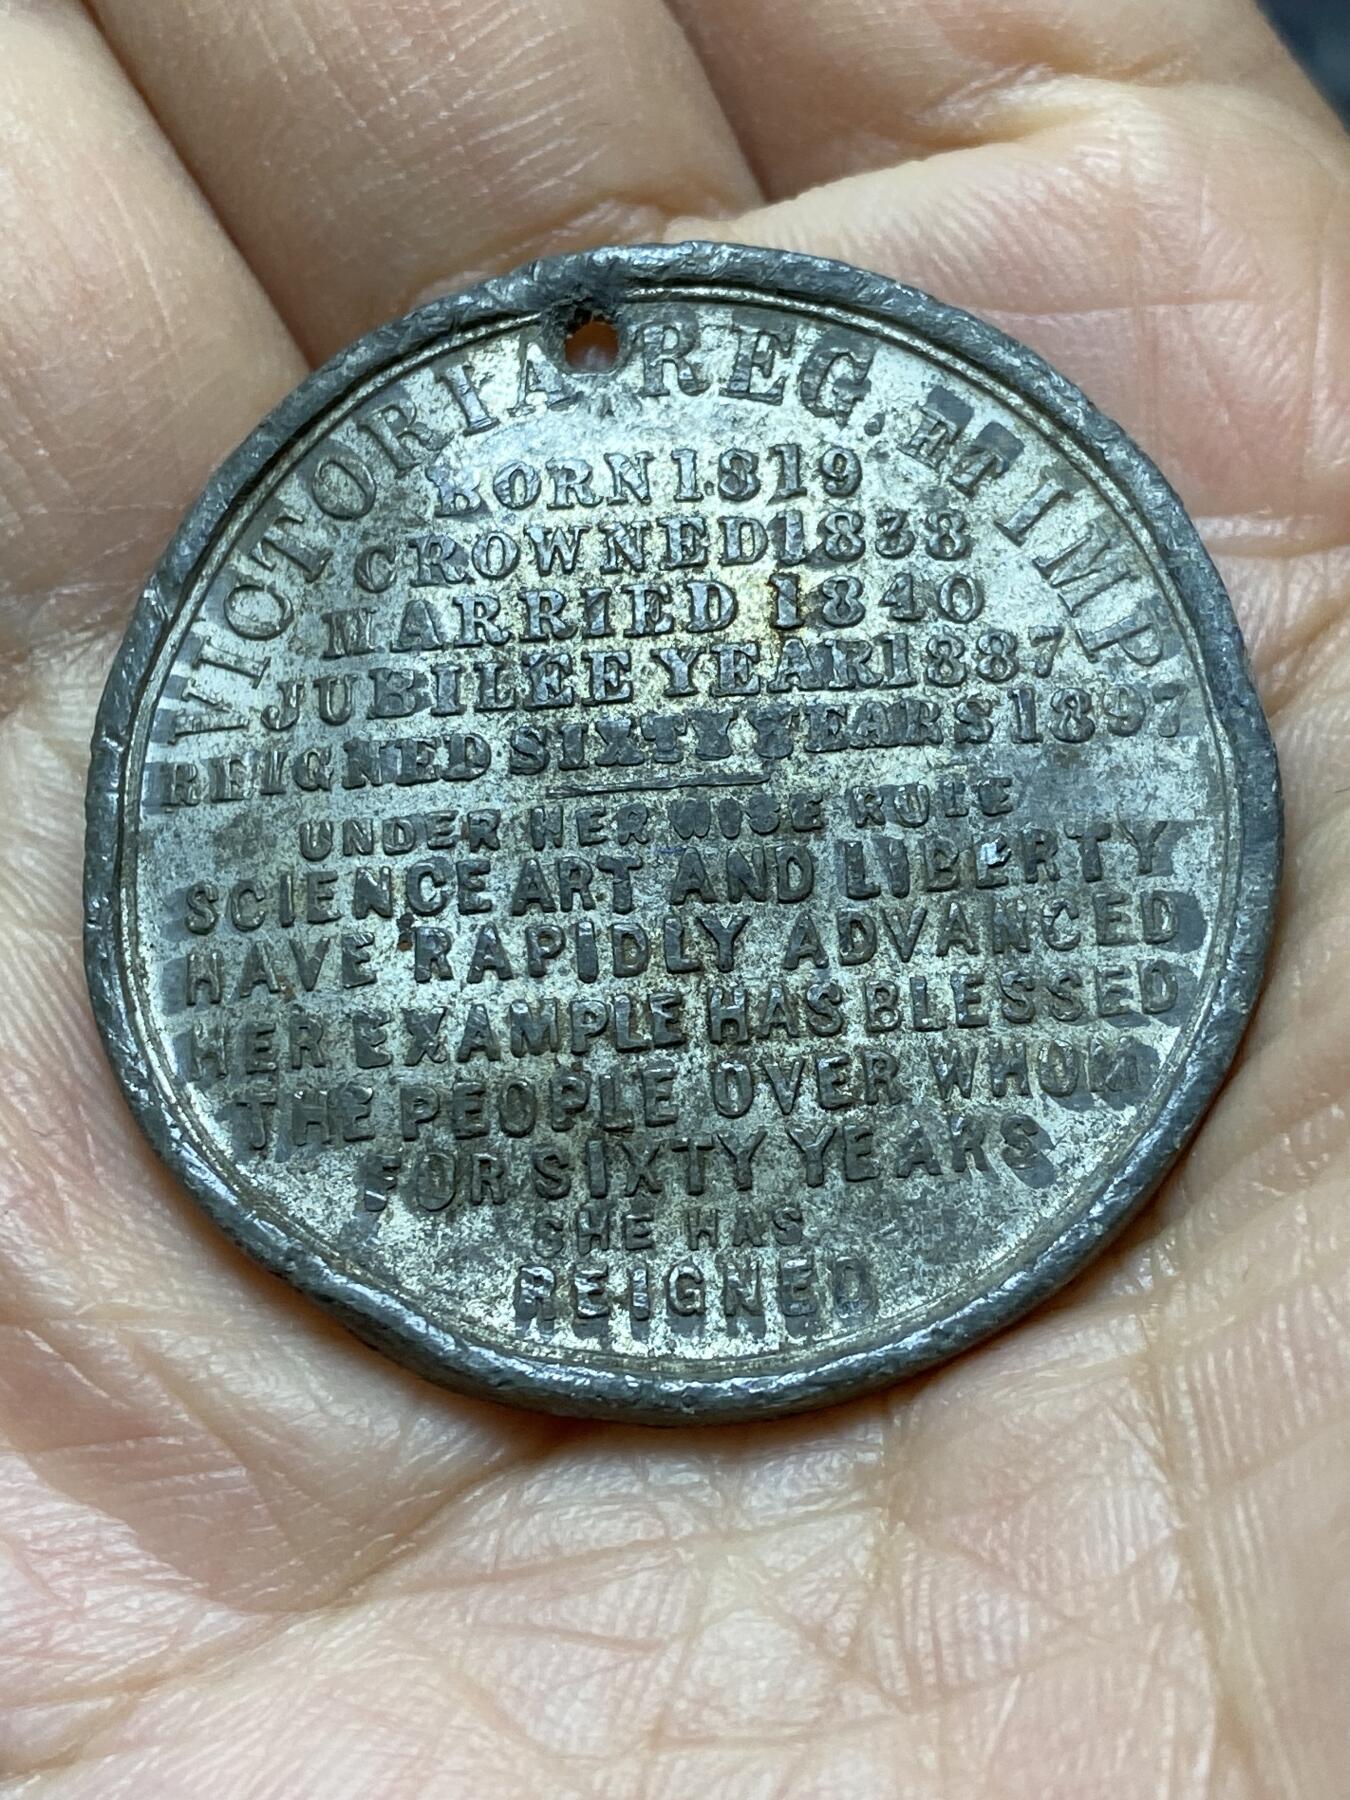 VICTORIA REG. ET IMP
BORN 1819
CROWNED 1838
MARRIED 1840
JUBILEE YEAR 1887
REIGNED SIXTY YEARS 1897
UNDER HER WISE RULE
SCIENCE ART AND LIBERTY
HAVE RAPIDLY ADVANCED
HER EXAMPLE HAS BLESSED
THE PEOPLE OVER WHOM
FOR SIXTY YEARS
SHE HAS
REIGNED